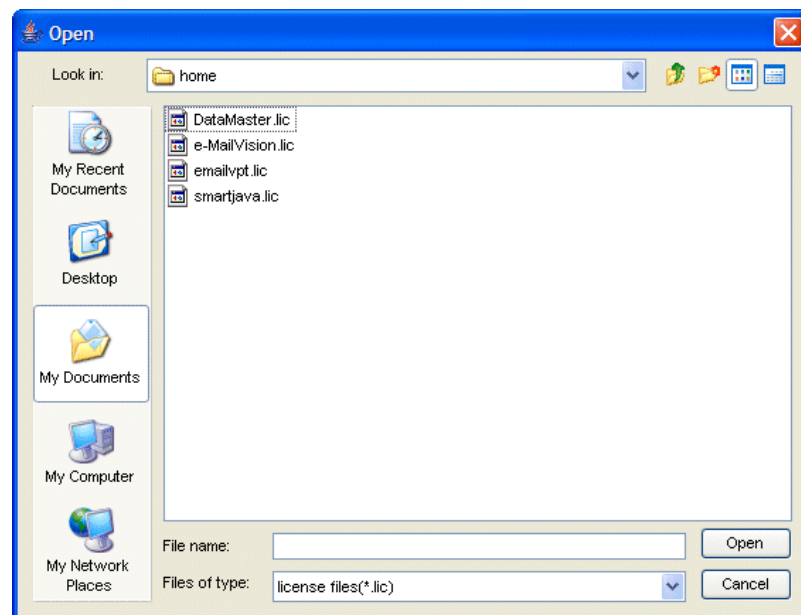 Open
Look in: home
DataMaster.lic
e-MailVision.lic
emailvpt.lic
smartjava.lic
My Recent
Documents
Desktop
My Documents
My Computer
My Network
Places
File name:
Open
Files of type: license files(*.lic)
Cancel